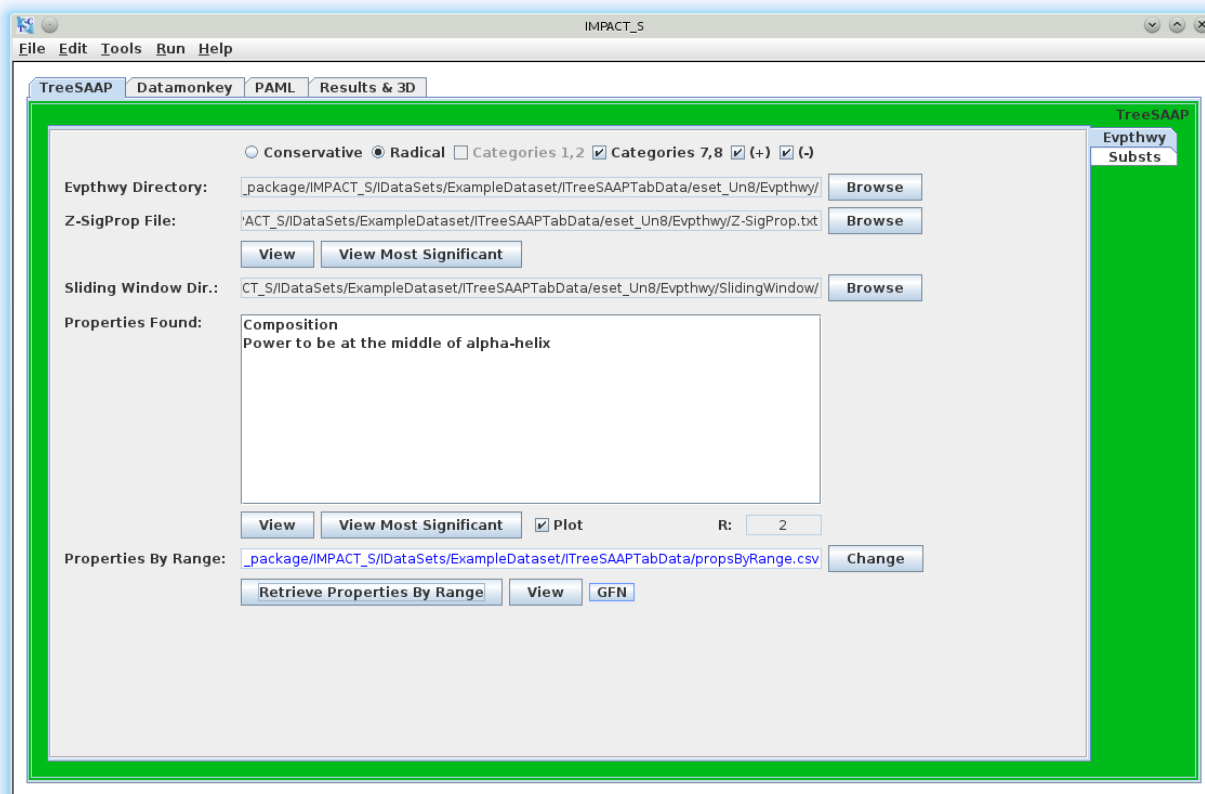 IMPACT_S
File Edit Tools Run Help
TreeSAAP Datamonkey PAML Results & 3D
TreeSAAP
Evpthwy
Substs
Conservative Radical Categories 1,2 Categories 7,8 (+) (-)
Evpthwy Directory: _package/IMPACT_S/IDataSets/ExampleDataset/ITreeSAAPTabData/eset_Un8/Evpthwy/ Browse
Z-SigProp File: 'ACT_S/IDataSets/ExampleDataset/ITreeSAAPTabData/eset_Un8/Evpthwy/Z-SigProp.txt Browse
View View Most Significant
Sliding Window Dir.: CT_S/IDataSets/ExampleDataset/ITreeSAAPTabData/eset_Un8/Evpthwy/SlidingWindow/ Browse
Properties Found: Composition
Power to be at the middle of alpha-helix
View View Most Significant Plot R: 2
Properties By Range: _package/IMPACT_S/IDataSets/ExampleDataset/ITreeSAAPTabData/propsByRange.csv Change
Retrieve Properties By Range View GFN